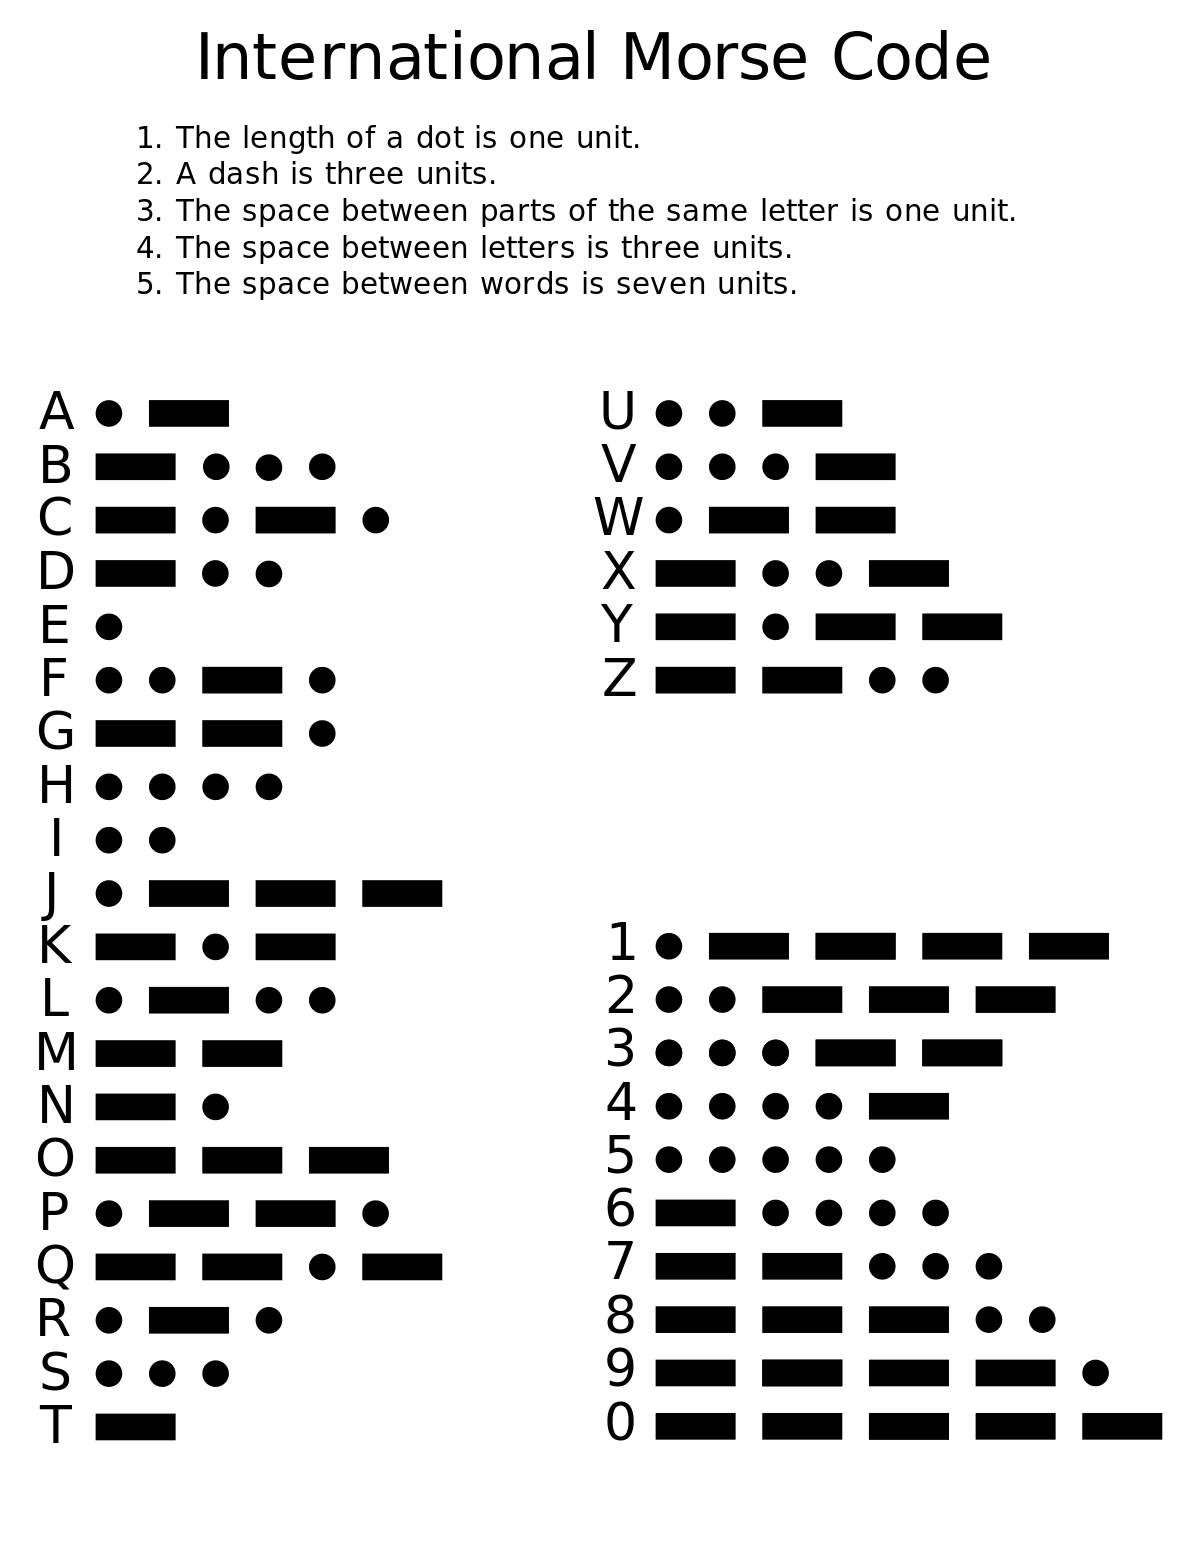 International Morse Code
1. The length of a dot is one unit.
2. A dash is three units.
3. The space between parts of the same letter is one unit.
4. The space between letters is three units.
5. The space between words is seven units.
A
B
C
D
E
F
G
H
I
J
K
L
M
N
O
P
Q
R
S
T
U
V
W
X
Y
Z
1
2
3
4
5
6
7
8
9
0